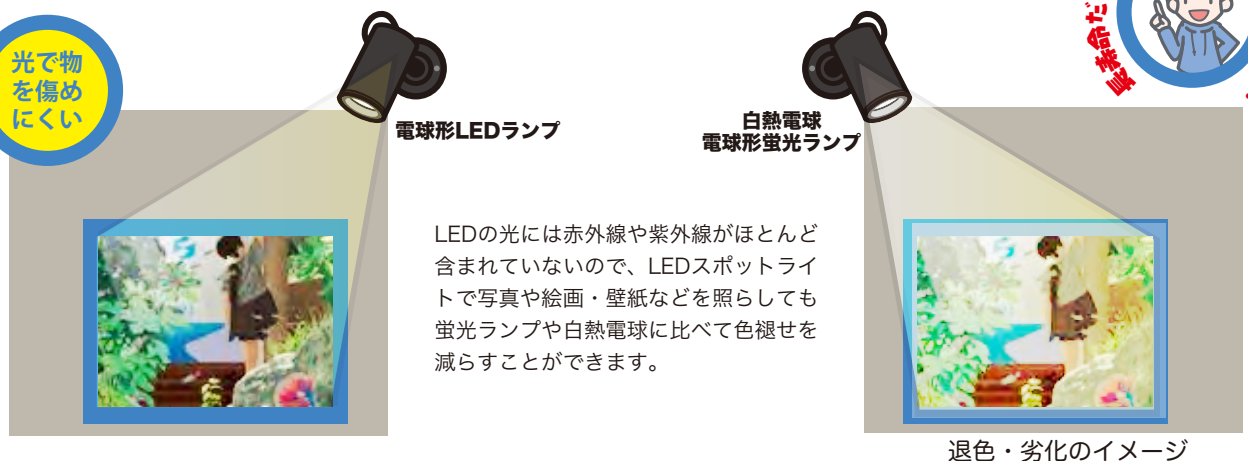 光で物
を傷め
にくい
電球形LEDランプ
白熱電球
電球形蛍光ランプ
LEDの光には赤外線や紫外線がほとんど
含まれていないので、LEDスポットライ
トで写真や絵画・壁紙などを照らしても
蛍光ランプや白熱電球に比べて色褪せを
減らすことができます。
長寿命だ
退色・劣化のイメージ